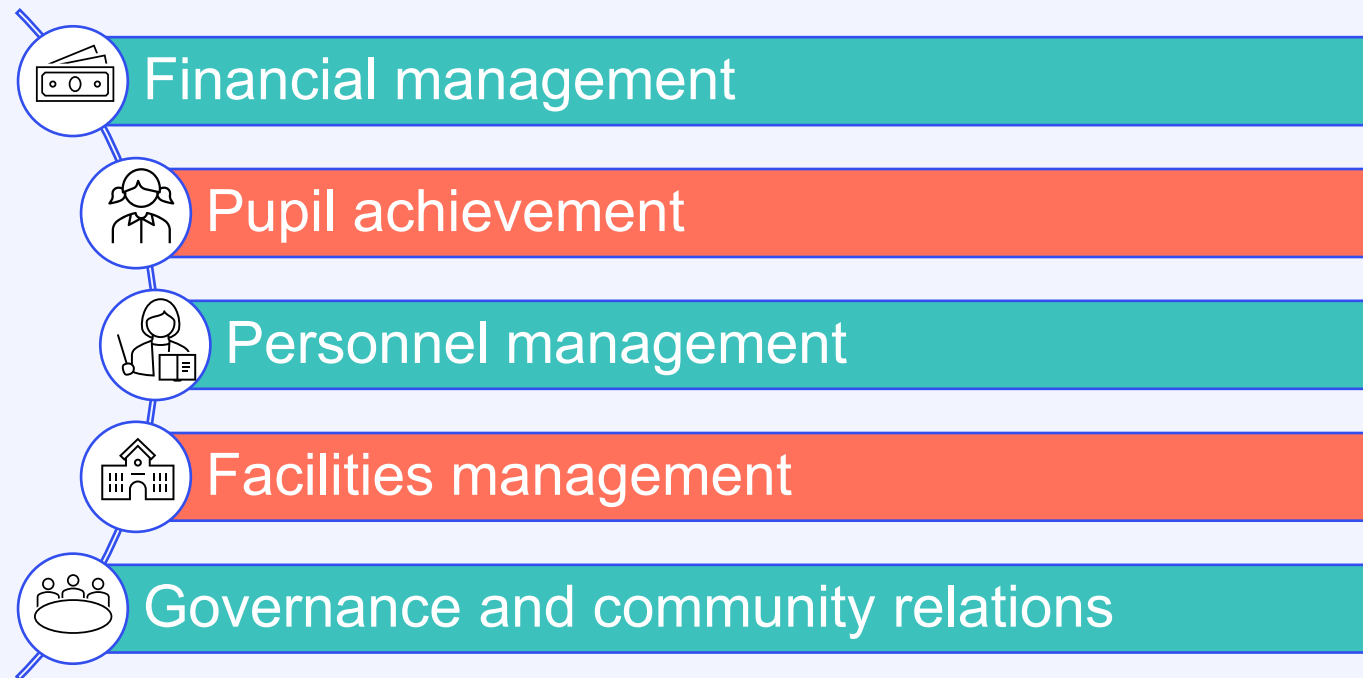 Financial management
Pupil achievement
Personnel management
Facilities management
Governance and community relations